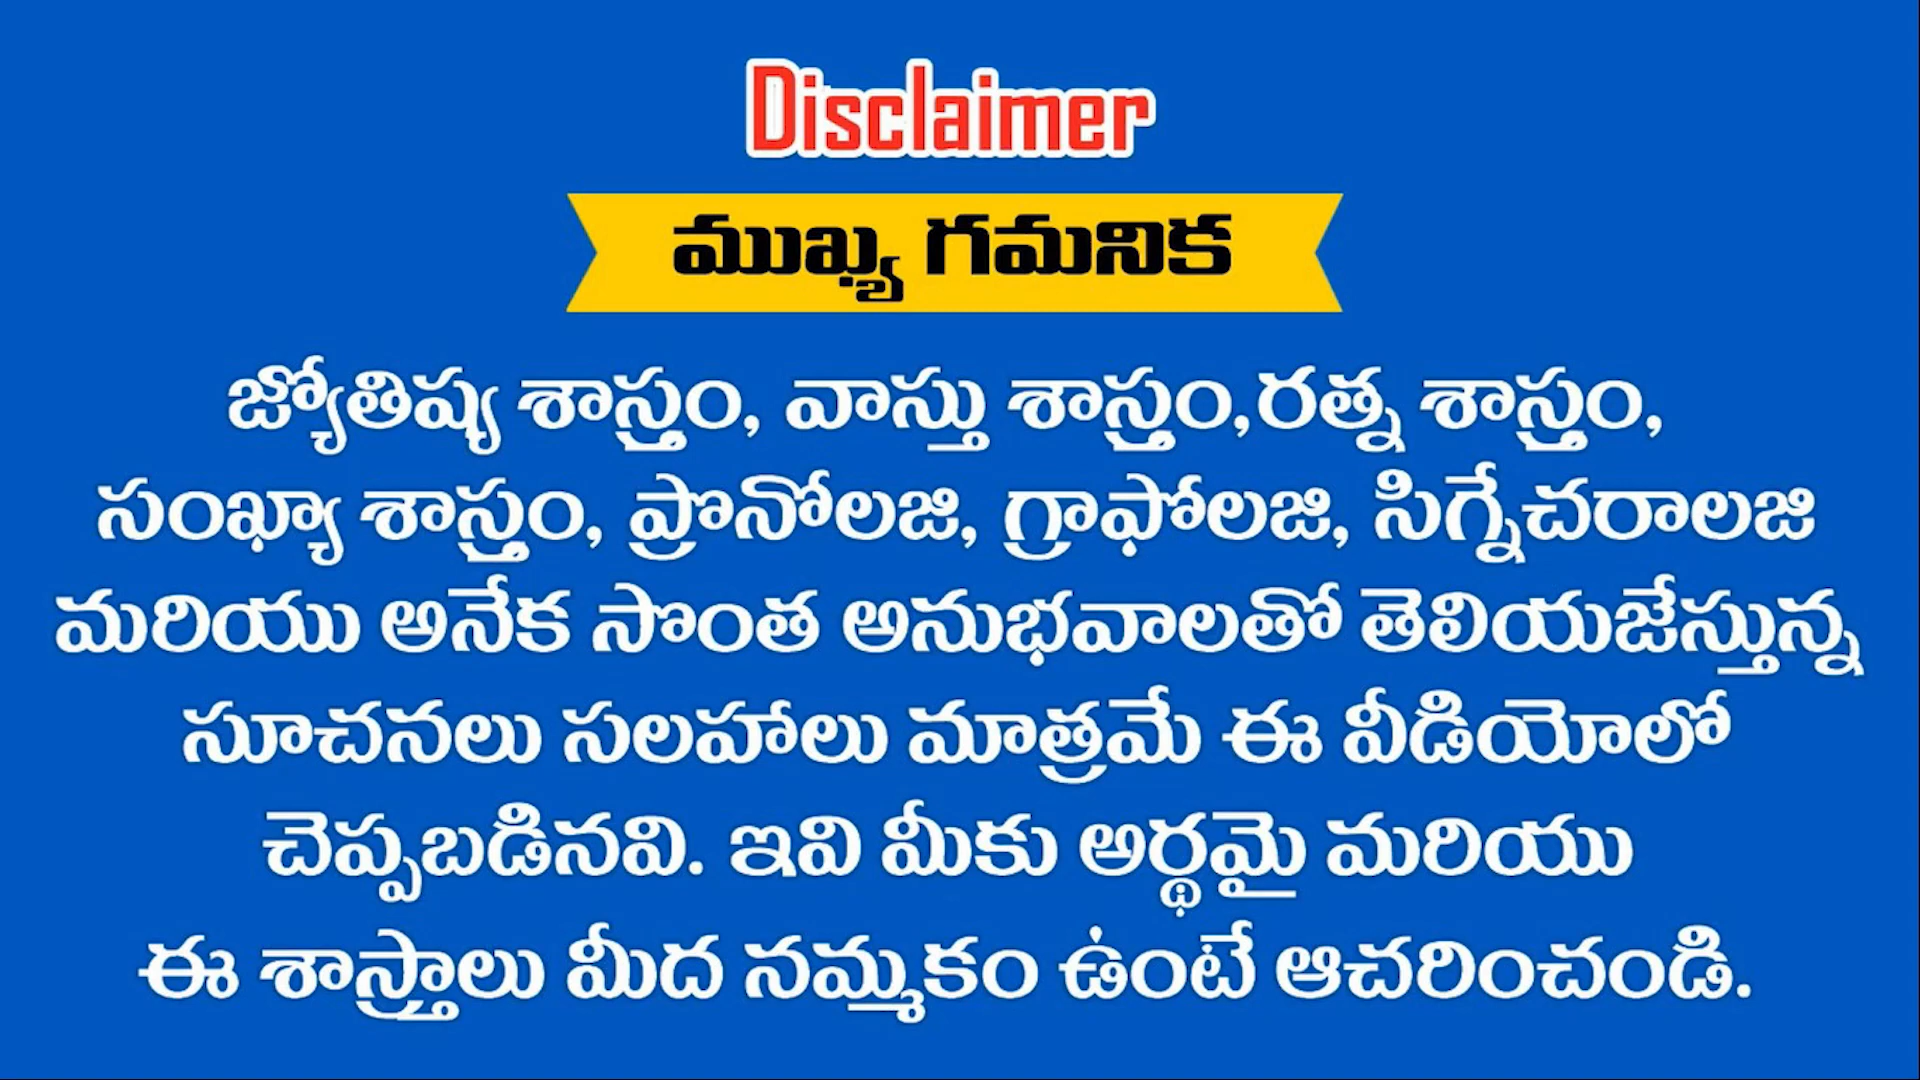 Disclaimer
ముఖ్య గమనిక
జ్యోతిష్య శాస్త్రం, వాస్తు శాస్త్రం,రత్న శాస్త్రం,
సంఖ్యా శాస్త్రం, ప్రొనోలజి, గ్రాఫోలజి, సిగ్నేచరాలజి
మరియు అనేక సొంత అనుభవాలతో తెలియజేస్తున్న
సూచనలు సలహాలు మాత్రమే ఈ వీడియోలో
చెప్పబడినవి. ఇవి మీకు అర్థమై మరియు
ఈ శాస్త్రాలు మీద నమ్మకం ఉంటే ఆచరించండి.